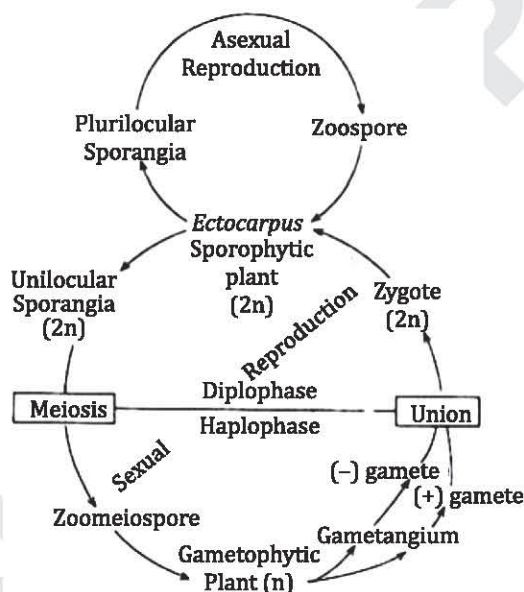 Asexual
Reproduction
Plurilocular
Sporangia
Zoospore
Ectocarpus
Sporophytic
plant
(2n)
Unilocular
Sporangia
(2n)
Zygote
(2n)
Reproduction
Diplophase
Meiosis
Union
Haplophase
Sexual
(–) gamete
(+) gamete
Zoomeiospore
Gametangium
Gametophytic
Plant (n)